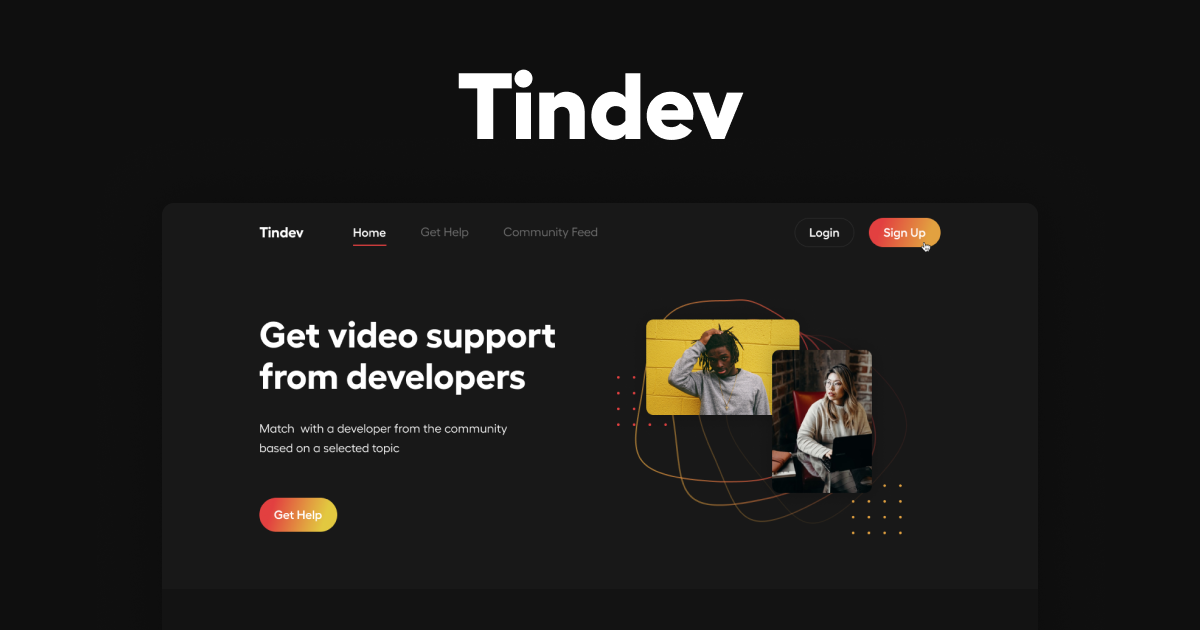 Tindev
Tindev Home Get Help Community Feed Login Sign Up
Get video support
from developers
Match with a developer from the community
based on a selected topic
Get Help